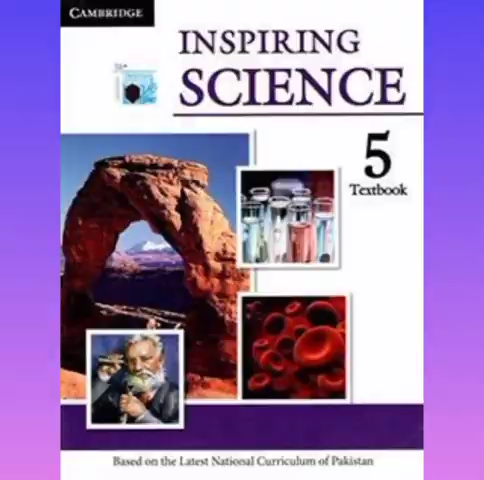 CAMBRIDGE
INSPIRING
SCIENCE
5
Textbook
Based on the Latest National Curriculum of Pakistan